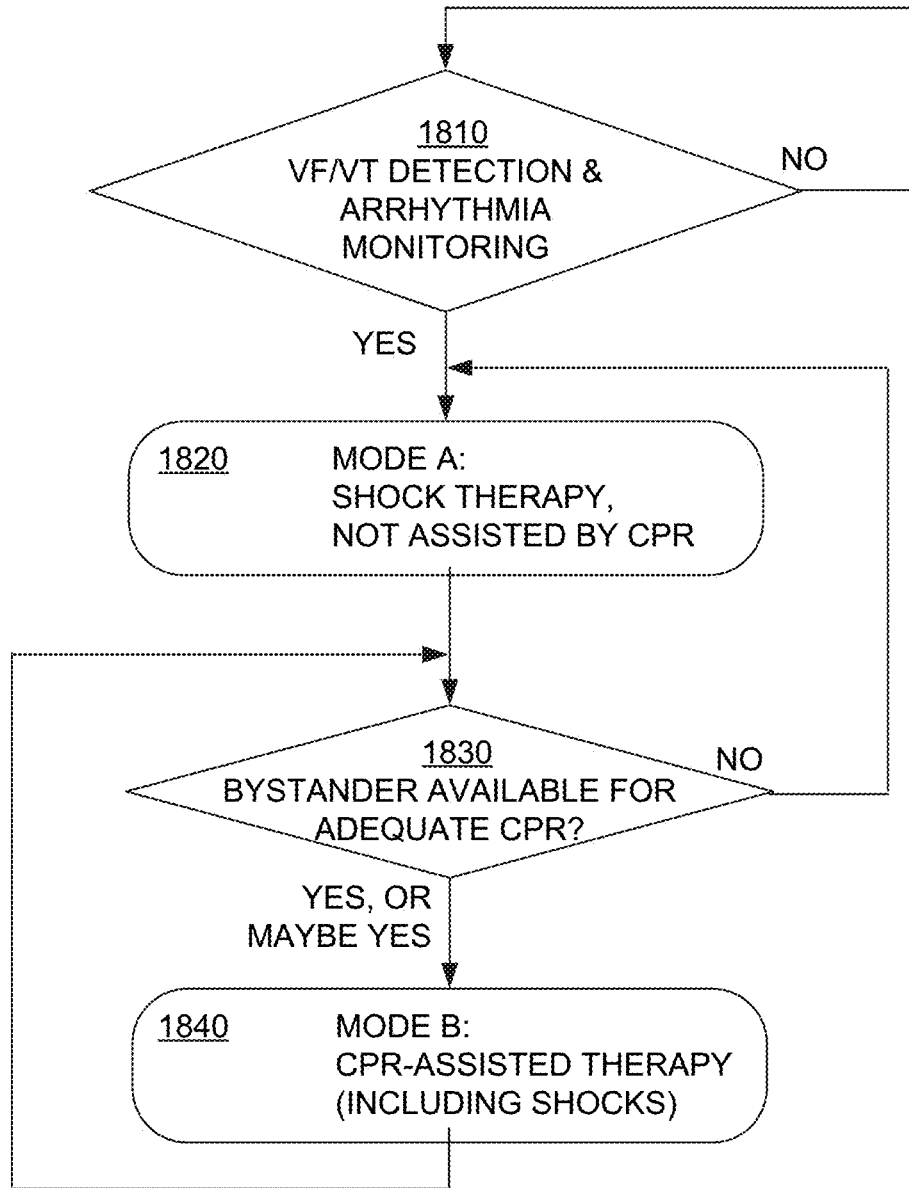 1810
VF/VT DETECTION &
ARRHYTHMIA
MONITORING
NO
YES
1820 MODE A:
SHOCK THERAPY,
NOT ASSISTED BY CPR
1830
BYSTANDER AVAILABLE FOR
ADEQUATE CPR?
NO
YES, OR
MAYBE YES
1840 MODE B:
CPR-ASSISTED THERAPY
(INCLUDING SHOCKS)